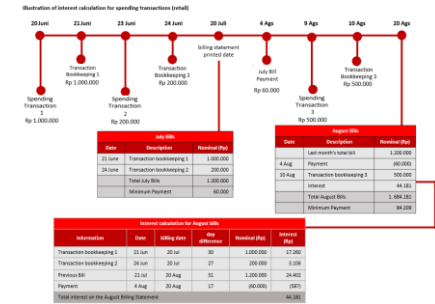 Illustration of interest calculation for spending transactions (retail)
20 Juni 21 Juni 23 Juni 24 Juni 20 Juli 4 Ags 9 Ags 10 Ags 20 Ags
billing statement
printed date
Transaction
Bookkeeping 1
Rp 1.000.000
Transaction
Bookkeeping 2
Rp 200.000
July Bill
Payment
Rp 60.000
Transaction
Bookkeeping 3
Rp 500.000
Spending
Transaction
1
Rp 1.000.000
Spending
Transaction
2
Rp 200.000
Spending
Transaction
3
Rp 500.000
July Bills
Date Description Nominal (Rp)
21 June Transaction bookkeeping 1 1.000.000
24 June Transaction bookkeeping 2 200.000
Total July Bills 1.200.000
Minimum Payment 60.000
August Bills
Date Description Nominal (Rp)
Last month's total bill 1.200.000
4 Aug Payment (60.000)
10 Aug Transaction bookkeeping 3 500.000
Interest 44.181
Total August Bills 1.684.181
Minimum Payment 84.200
Interest calculation for August bills
Information Date billing date day difference Nominal (Rp) Interest (Rp)
Transaction bookkeeping 1 21 Jun 20 Jul 30 1.000.000 17.260
Transaction bookkeeping 2 24 Jun 20 Jul 27 200.000 3.106
Previous Bill 21 Jul 20 Aug 31 1.200.000 24.402
Payment 4 Aug 20 Aug 17 (60.000) (587)
Total interest on the August Billing Statement 44.181